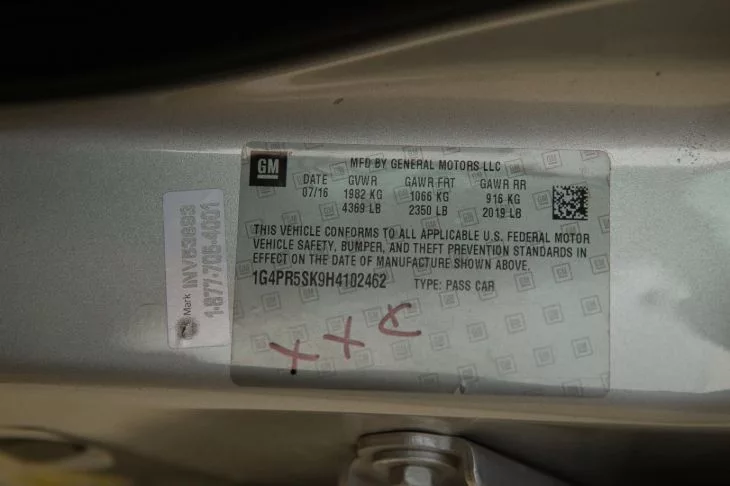 GM
MFD BY GENERAL MOTORS LLC
DATE GVWR GAWR FRT GAWR RR
07/16 1982 KG 1066 KG 916 KG
4369 LB 2350 LB 2019 LB
THIS VEHICLE CONFORMS TO ALL APPLICABLE U.S. FEDERAL MOTOR
VEHICLE SAFETY, BUMPER, AND THEFT PREVENTION STANDARDS IN
EFFECT ON THE DATE OF MANUFACTURE SHOWN ABOVE.
1G4PR5SK9H4102462 TYPE: PASS CAR
Mark
1-877-705-4001